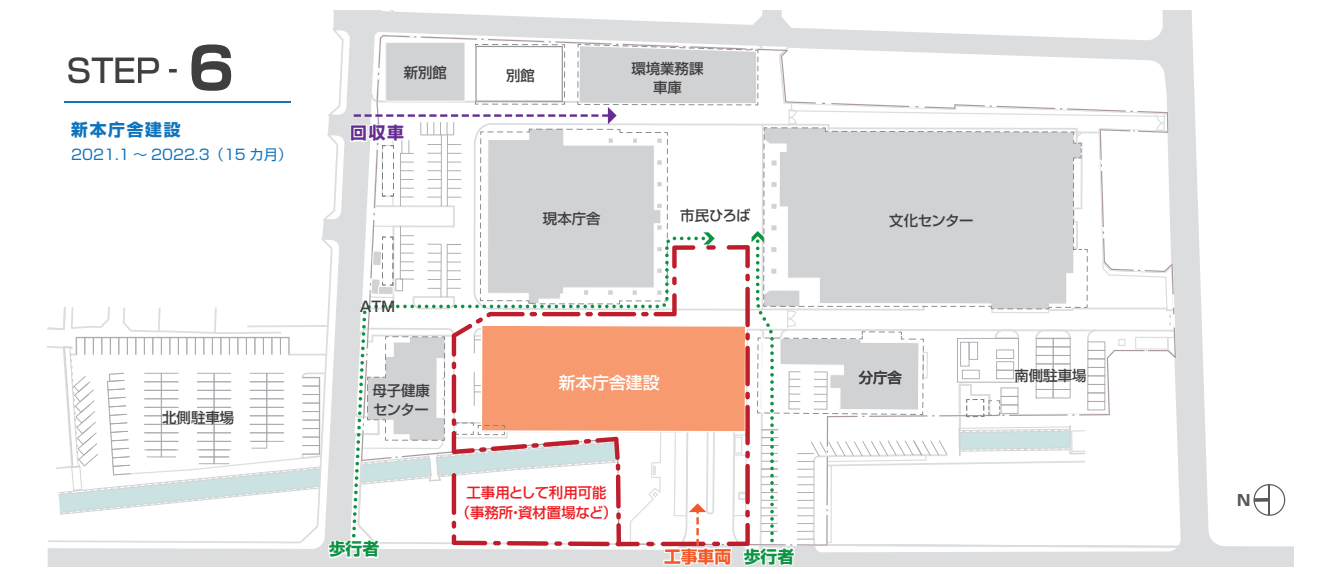 STEP - 6
新本庁舎建設
2021.1 ～ 2022.3（15 カ月）
新別館
別館
環境業務課
車庫
回収車
現本庁舎
市民ひろば
文化センター
ATM
母子健康
センター
新本庁舎建設
分庁舎
南側駐車場
北側駐車場
工事用として利用可能
（事務所・資材置場など）
N
歩行者
工事車両
歩行者